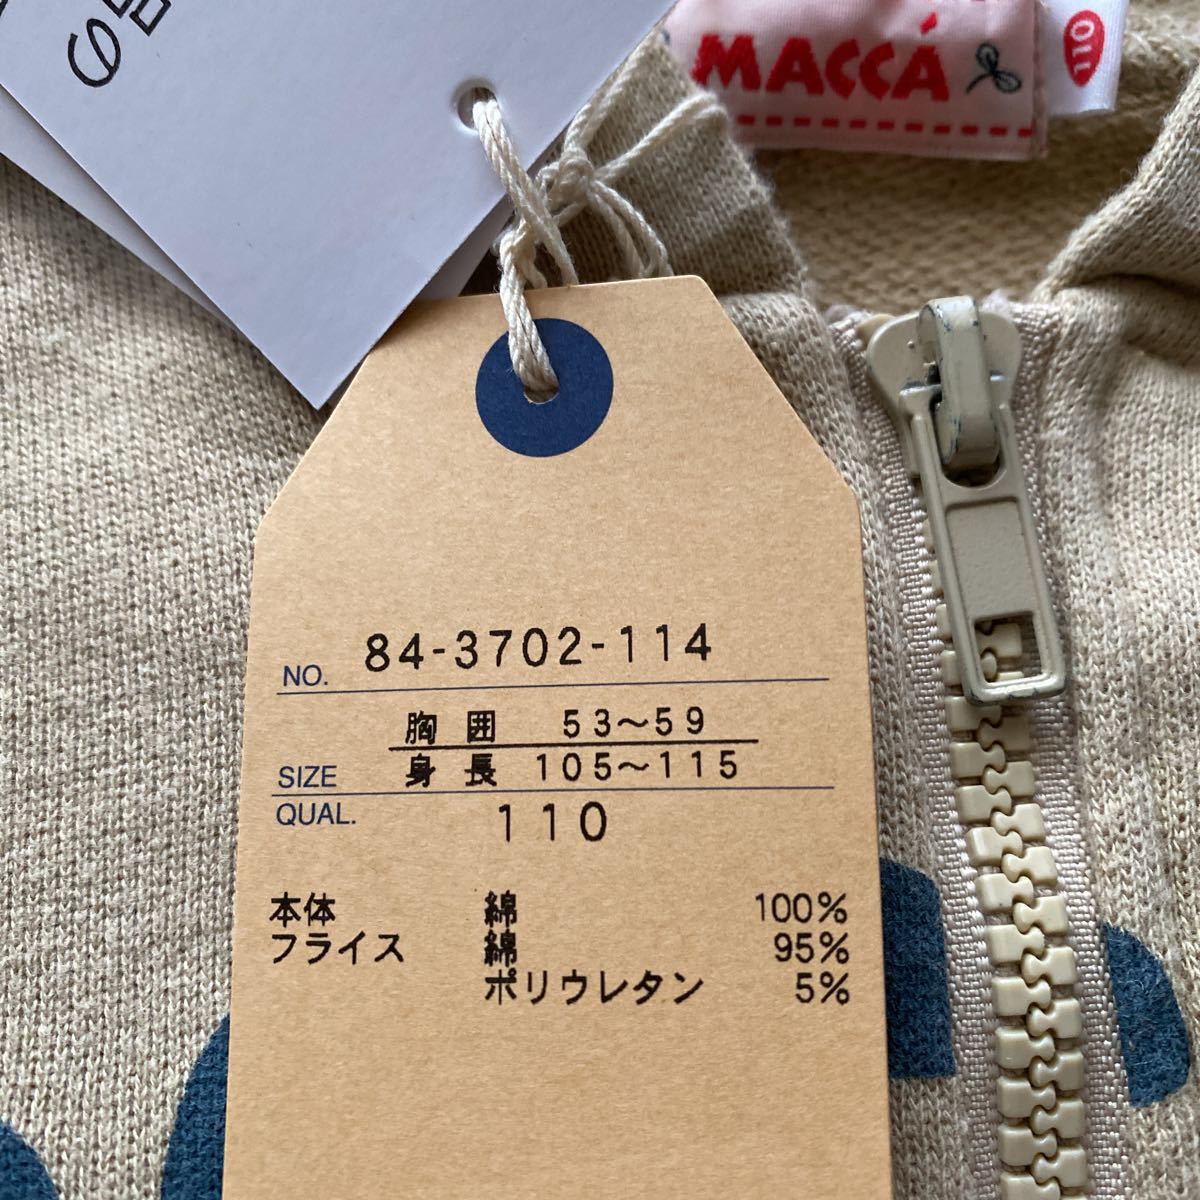 MACCÁ
110
NO. 84-3702-114
胸囲 53～59
SIZE 身長 105～115
QUAL. 110
本体 綿 100%
フライス 綿 95%
ポリウレタン 5%